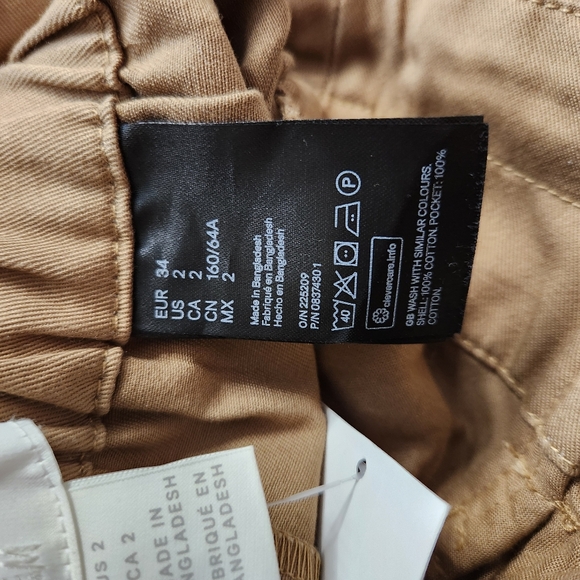 EUR 34
US 2
CA 2
CN 160/64A
MX 2
Made in Bangladesh
Fabriqué en Bangladesh
Hecho en Bangladesh
O/N 225209
P/N 08374301
40
P
clevercare.info
GB WASH WITH SIMILAR COLOURS.
SHELL: 100% COTTON. POCKET: 100%
COTTON.
US 2
CA 2
MADE IN
BANGLADESH
FABRIQUÉ EN
BANGLADESH